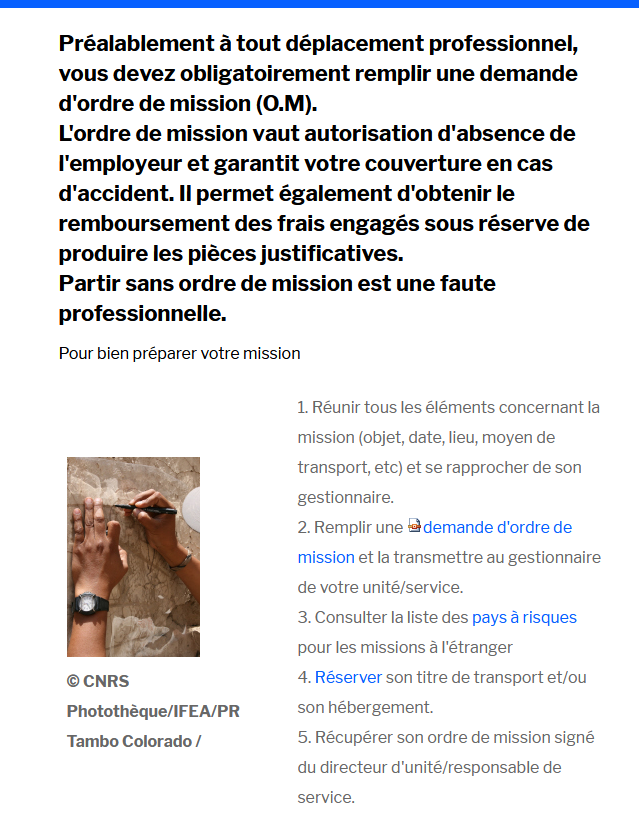 Préalablement à tout déplacement professionnel,
vous devez obligatoirement remplir une demande
d'ordre de mission (O.M).
L'ordre de mission vaut autorisation d'absence de
l'employeur et garantit votre couverture en cas
d'accident. Il permet également d'obtenir le
remboursement des frais engagés sous réserve de
produire les pièces justificatives.
Partir sans ordre de mission est une faute
professionnelle.
Pour bien préparer votre mission
© CNRS
Photothèque/IFEA/PR
Tambo Colorado /
1. Réunir tous les éléments concernant la
mission (objet, date, lieu, moyen de
transport, etc) et se rapprocher de son
gestionnaire.
2. Remplir une demande d'ordre de
mission et la transmettre au gestionnaire
de votre unité/service.
3. Consulter la liste des pays à risques
pour les missions à l'étranger
4. Réserver son titre de transport et/ou
son hébergement.
5. Récupérer son ordre de mission signé
du directeur d'unité/responsable de
service.